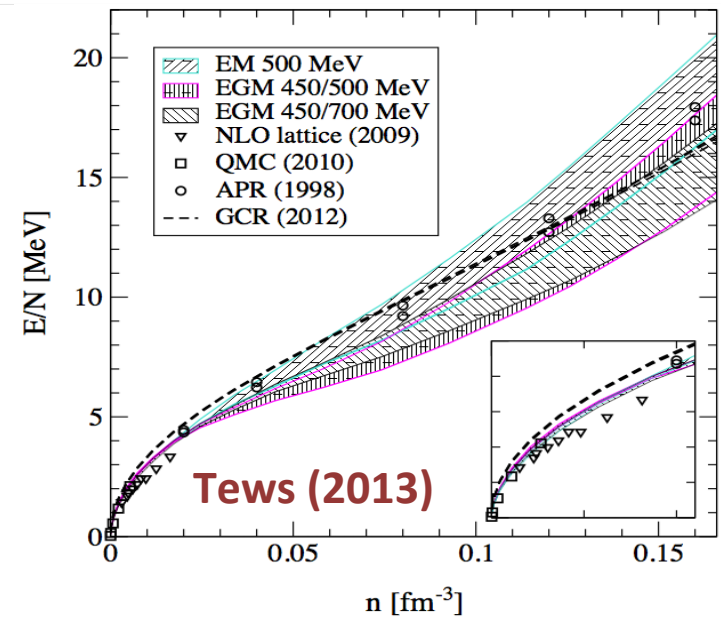 20
15
10
5
0
E/N [MeV]
EM 500 MeV
EGM 450/500 MeV
EGM 450/700 MeV
NLO lattice (2009)
QMC (2010)
APR (1998)
GCR (2012)
Tews (2013)
0 0.05 0.1 0.15
n [fm-3]